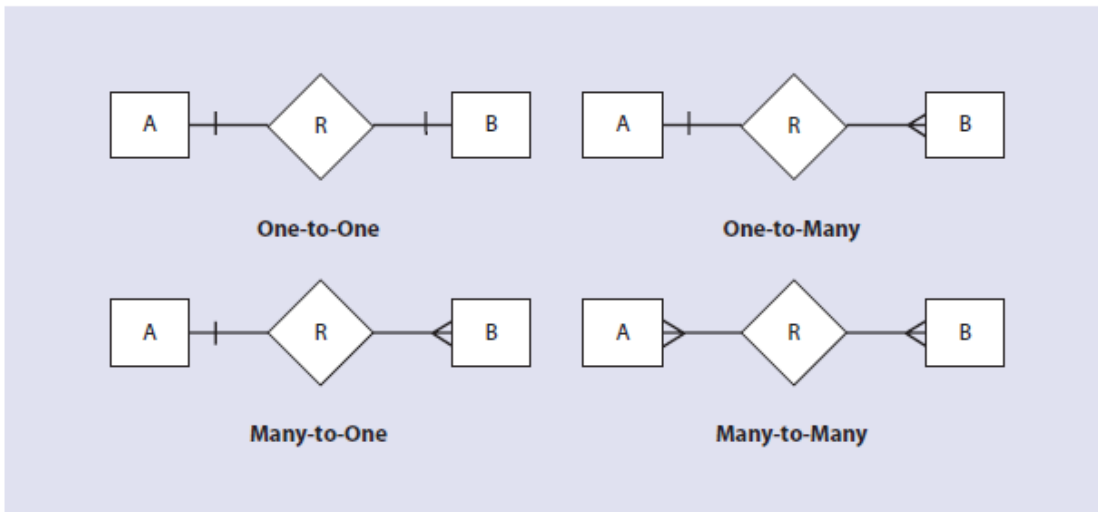 A R B A R B
One-to-One One-to-Many
A R B A R B
Many-to-One Many-to-Many